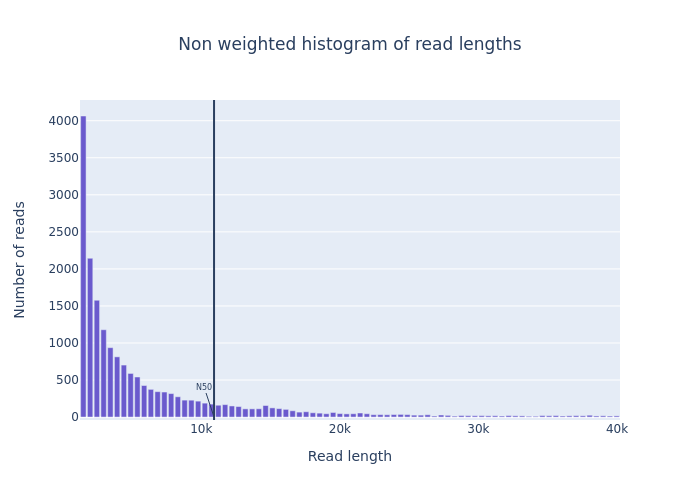 Non weighted histogram of read lengths
Number of reads
4000
3500
3000
2500
2000
1500
1000
500
0
N50
10k
20k
30k
40k
Read length